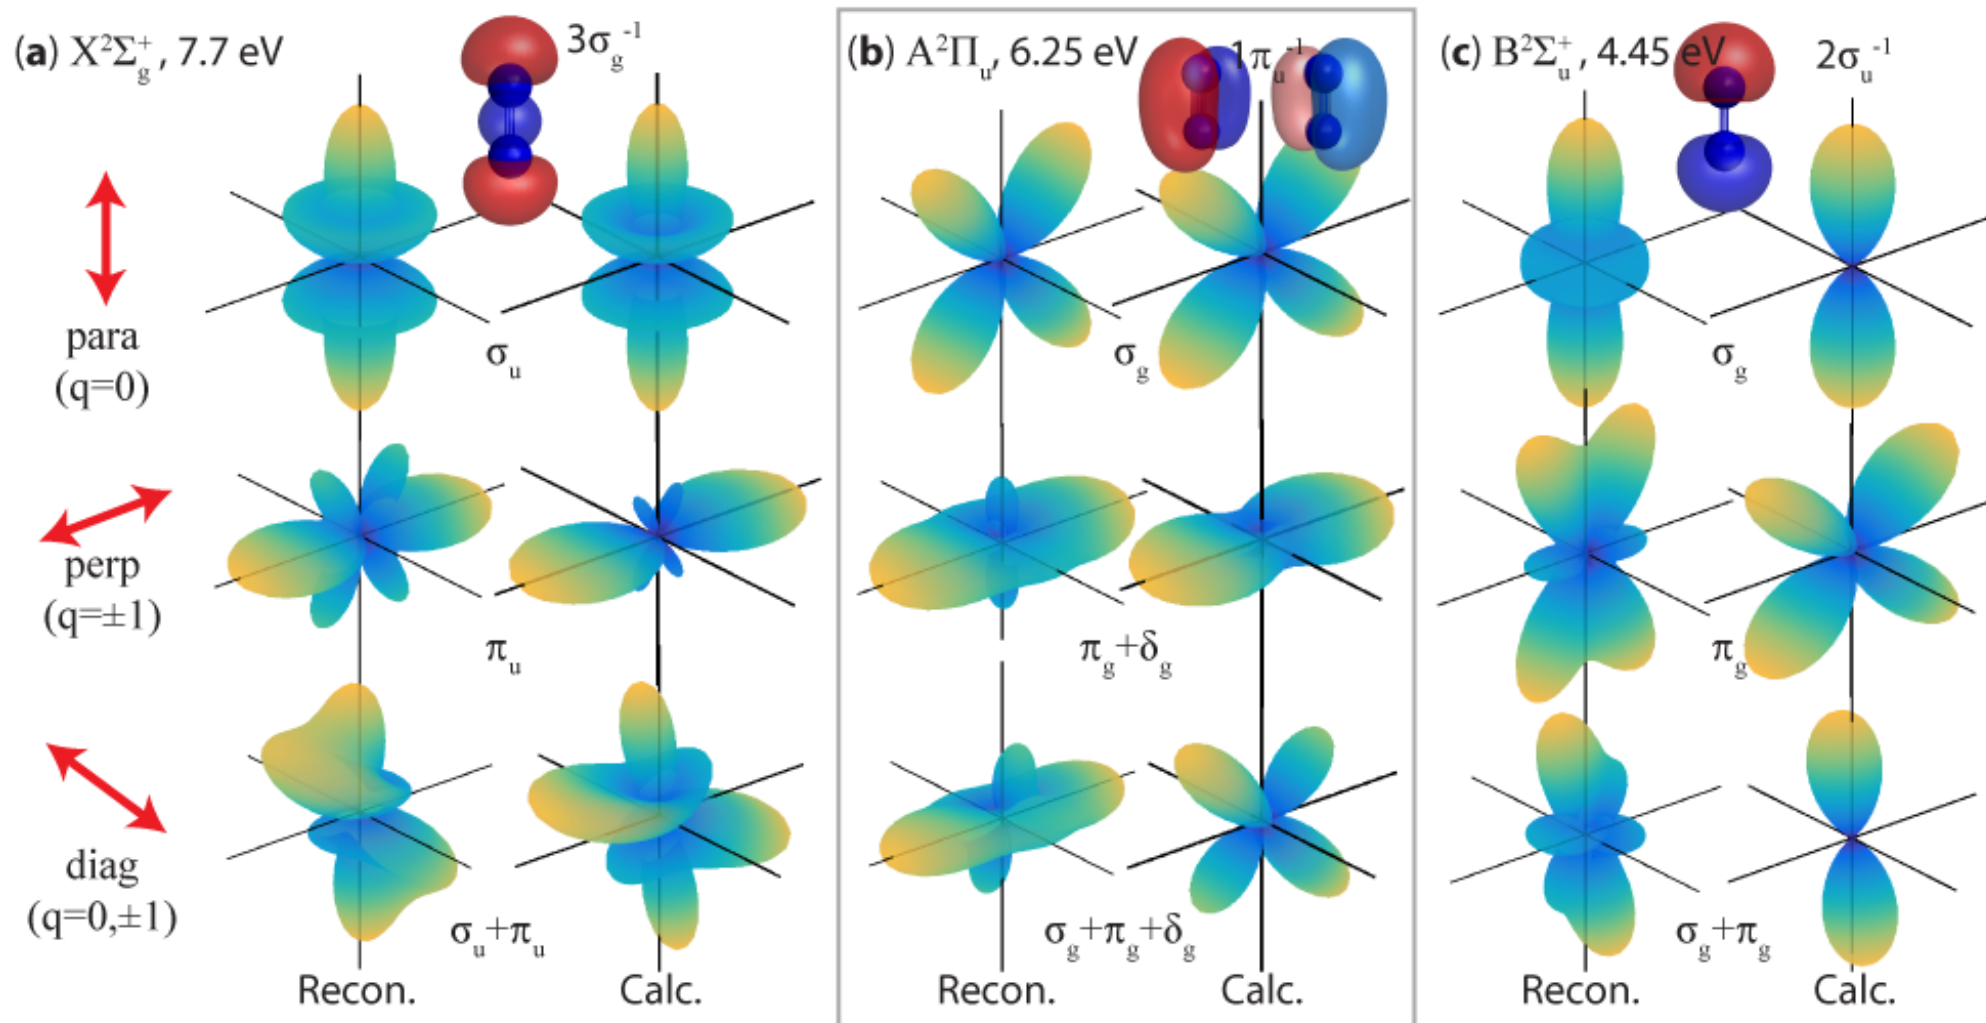 (a) X²Σg⁺, 7.7 eV
3σg⁻¹
(b) A²Πu, 6.25 eV
1πu⁻¹
(c) B²Σu⁺, 4.45 eV
2σu⁻¹
para
(q=0)
σu
σg
σg
perp
(q=±1)
πu
πg+δg
πg
diag
(q=0,±1)
σu+πu
σg+πg+δg
σg+πg
Recon. Calc. Recon. Calc. Recon. Calc.